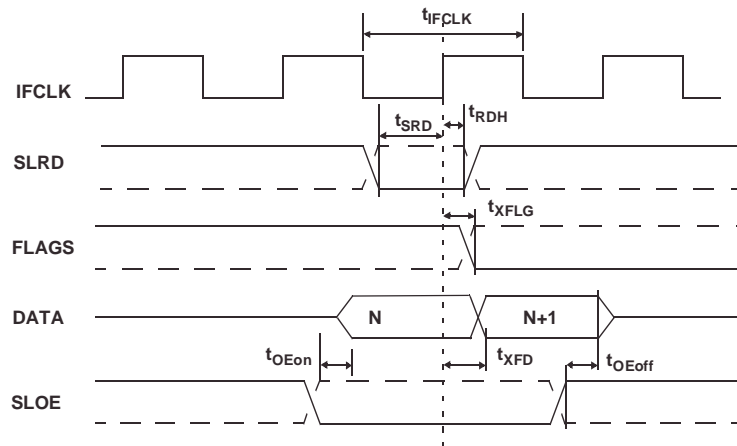 tIFCLK
IFCLK
tSRD
tRDH
SLRD
tXFLG
FLAGS
DATA
N
N+1
tOEon
tXFD
tOEoff
SLOE